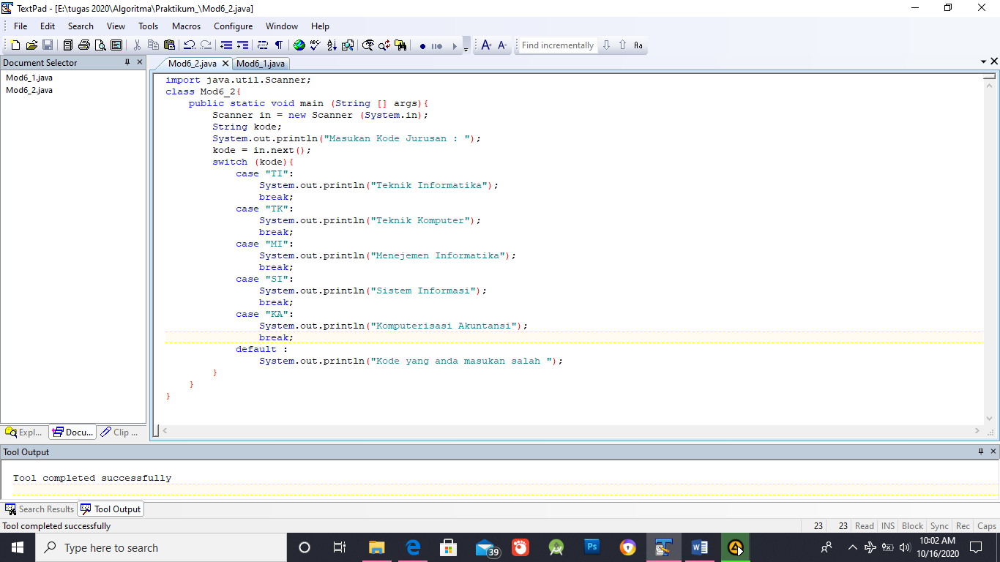 TextPad - [E:\tugas 2020\Algoritma\Praktikum_\Mod6_2.java]
File Edit Search View Tools Macros Configure Window Help
Find incrementally Aa
Document Selector
Mod6_1.java
Mod6_2.java
Expl... Docu... Clip ...
Mod6_2.java Mod6_1.java
import java.util.Scanner;
class Mod6_2{
    public static void main (String [] args){
        Scanner in = new Scanner (System.in);
        String kode;
        System.out.println("Masukan Kode Jurusan : ");
        kode = in.next();
        switch (kode){
            case "TI":
                System.out.println("Teknik Informatika");
                break;
            case "TK":
                System.out.println("Teknik Komputer");
                break;
            case "MI":
                System.out.println("Menejemen Informatika");
                break;
            case "SI":
                System.out.println("Sistem Informasi");
                break;
            case "KA":
                System.out.println("Komputerisasi Akuntansi");
                break;
            default :
                System.out.println("Kode yang anda masukan salah ");
        }
    }
}
Tool Output
Tool completed successfully
Search Results Tool Output
Tool completed successfully 23 23 Read INS Block Sync Rec Caps
Type here to search 39 Ps 10:02 AM
10/16/2020